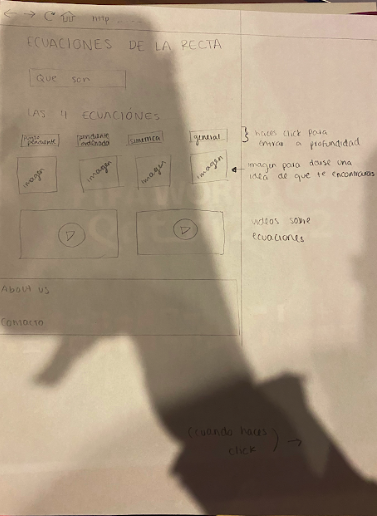 http
ECUACIONES DE LA RECTA
Que son
LAS 4 ECUACIONES
punto pendiente
pendiente ordenada
simetrica
general
haces click para
entrar a profundidad
imagen
imagen
imagen
imagen
imagen para darse una
idea de que te encontraras
videos sobre
ecuaciones
About us
Contacto
(cuando haces
click)